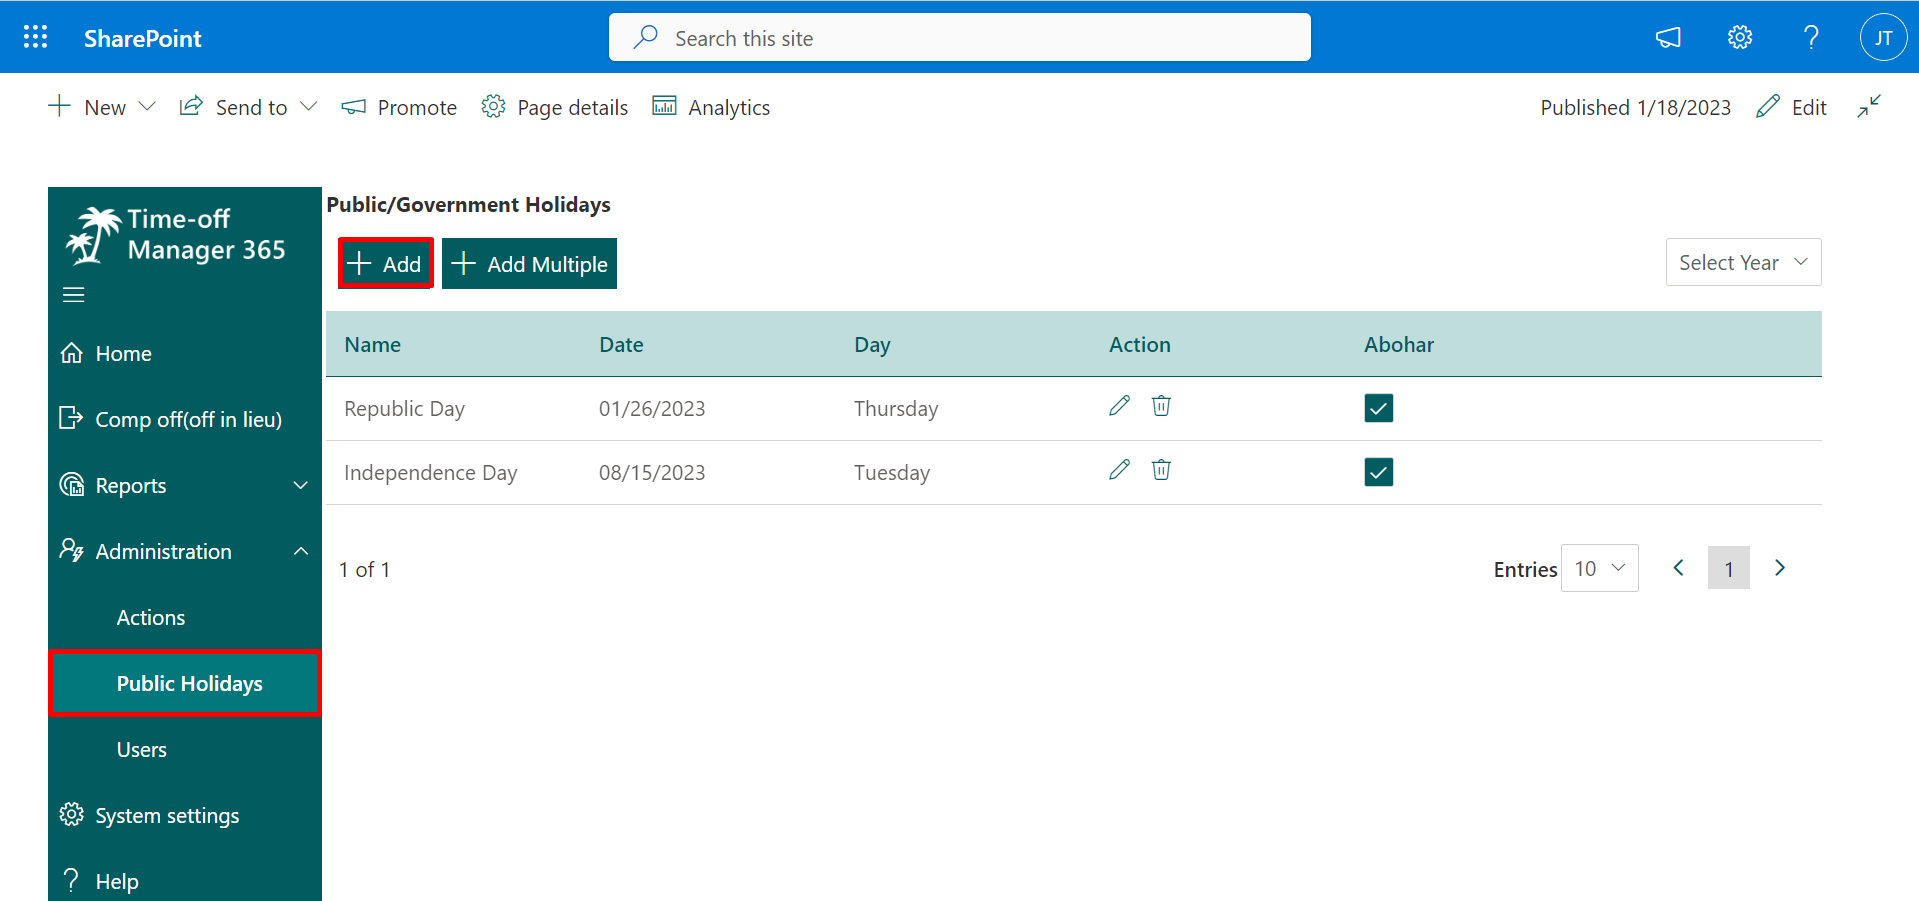 SharePoint
Search this site
JT
New
Send to
Promote
Page details
Analytics
Published 1/18/2023
Edit
Time-off
Manager 365
Home
Comp off(off in lieu)
Reports
Administration
Actions
Public Holidays
Users
System settings
Help
Public/Government Holidays
Add
Add Multiple
Select Year
Name Date Day Action Abohar
Republic Day 01/26/2023 Thursday
Independence Day 08/15/2023 Tuesday
1 of 1
Entries 10
1